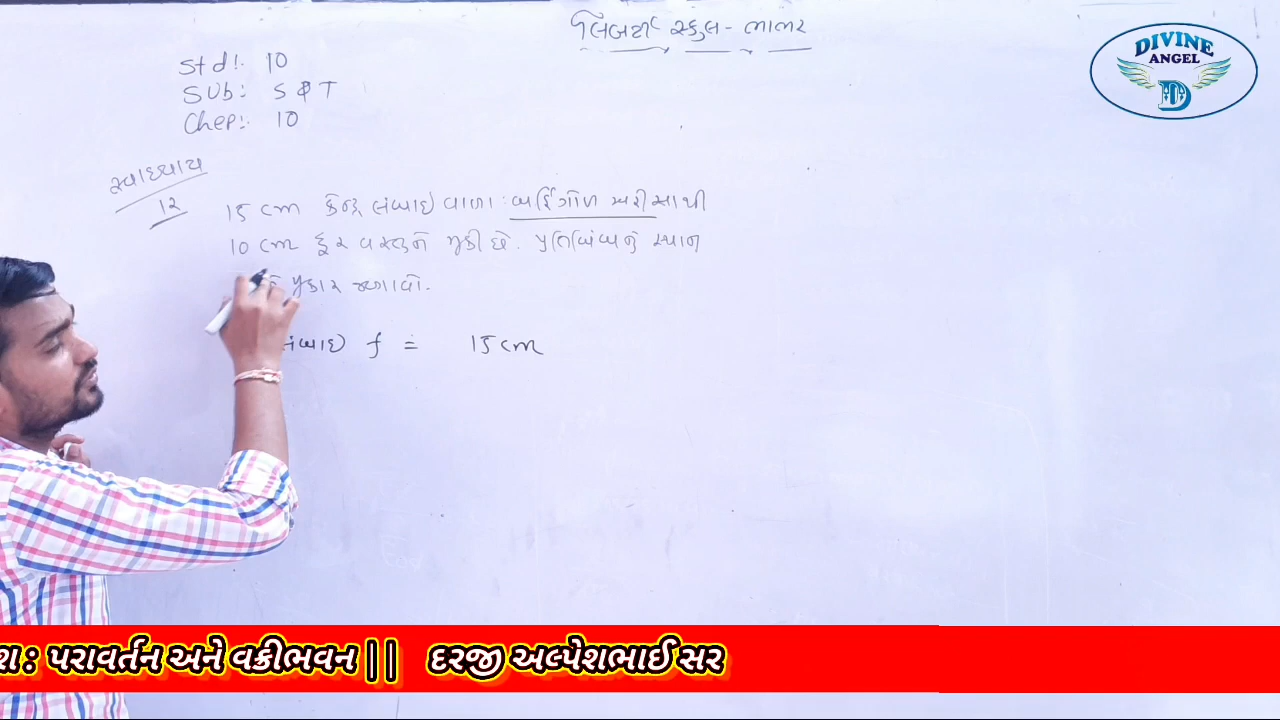 લિબર્ટી સ્કુલ - ભાભર
DIVINE
ANGEL
D
Std: 10
Sub: S & T
Chep: 10
સ્વાધ્યાય
12 15 cm કેન્દ્ર લંબાઇ વાળા બહિર્ગોળ અરીસાથી
10 cm દૂર વસ્તુને મુકી છે. પ્રતિબિંબનું સ્થાન
પ્રકાર જણાવો.
લંબાઇ f = 15 cm
શ : પરાવર્તન અને વક્રીભવન || દરજી અલ્પેશભાઈ સર